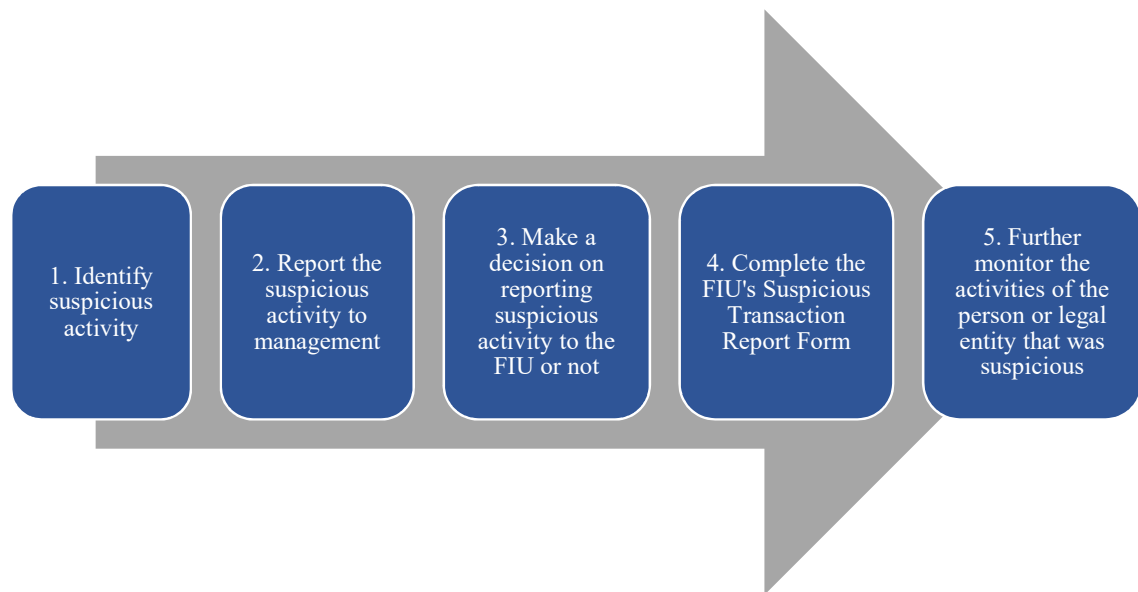 1. Identify
suspicious
activity
2. Report the
suspicious
activity to
management
3. Make a
decision on
reporting
suspicious
activity to the
FIU or not
4. Complete the
FIU's Suspicious
Transaction
Report Form
5. Further
monitor the
activities of the
person or legal
entity that was
suspicious